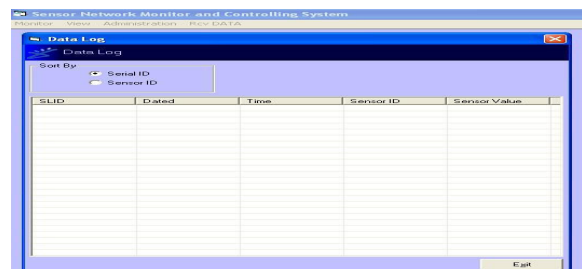 Sensor Network Monitor and Controlling System
Monitor View Administration Rcv DATA
Data Log
Data Log
Sort By
Serial ID
Sensor ID
SLID Dated Time Sensor ID Sensor Value
Exit